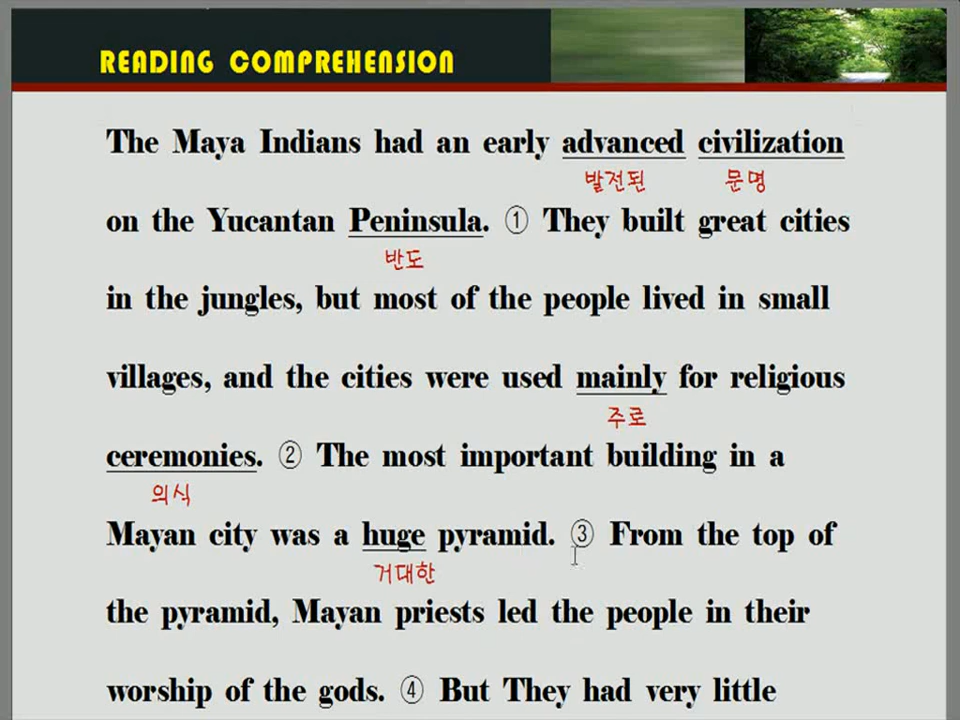 READING COMPREHENSION
The Maya Indians had an early advanced civilization
발전된 문명
on the Yucantan Peninsula. ① They built great cities
반도
in the jungles, but most of the people lived in small
villages, and the cities were used mainly for religious
주로
ceremonies. ② The most important building in a
의식
Mayan city was a huge pyramid. ③ From the top of
거대한
the pyramid, Mayan priests led the people in their
worship of the gods. ④ But They had very little